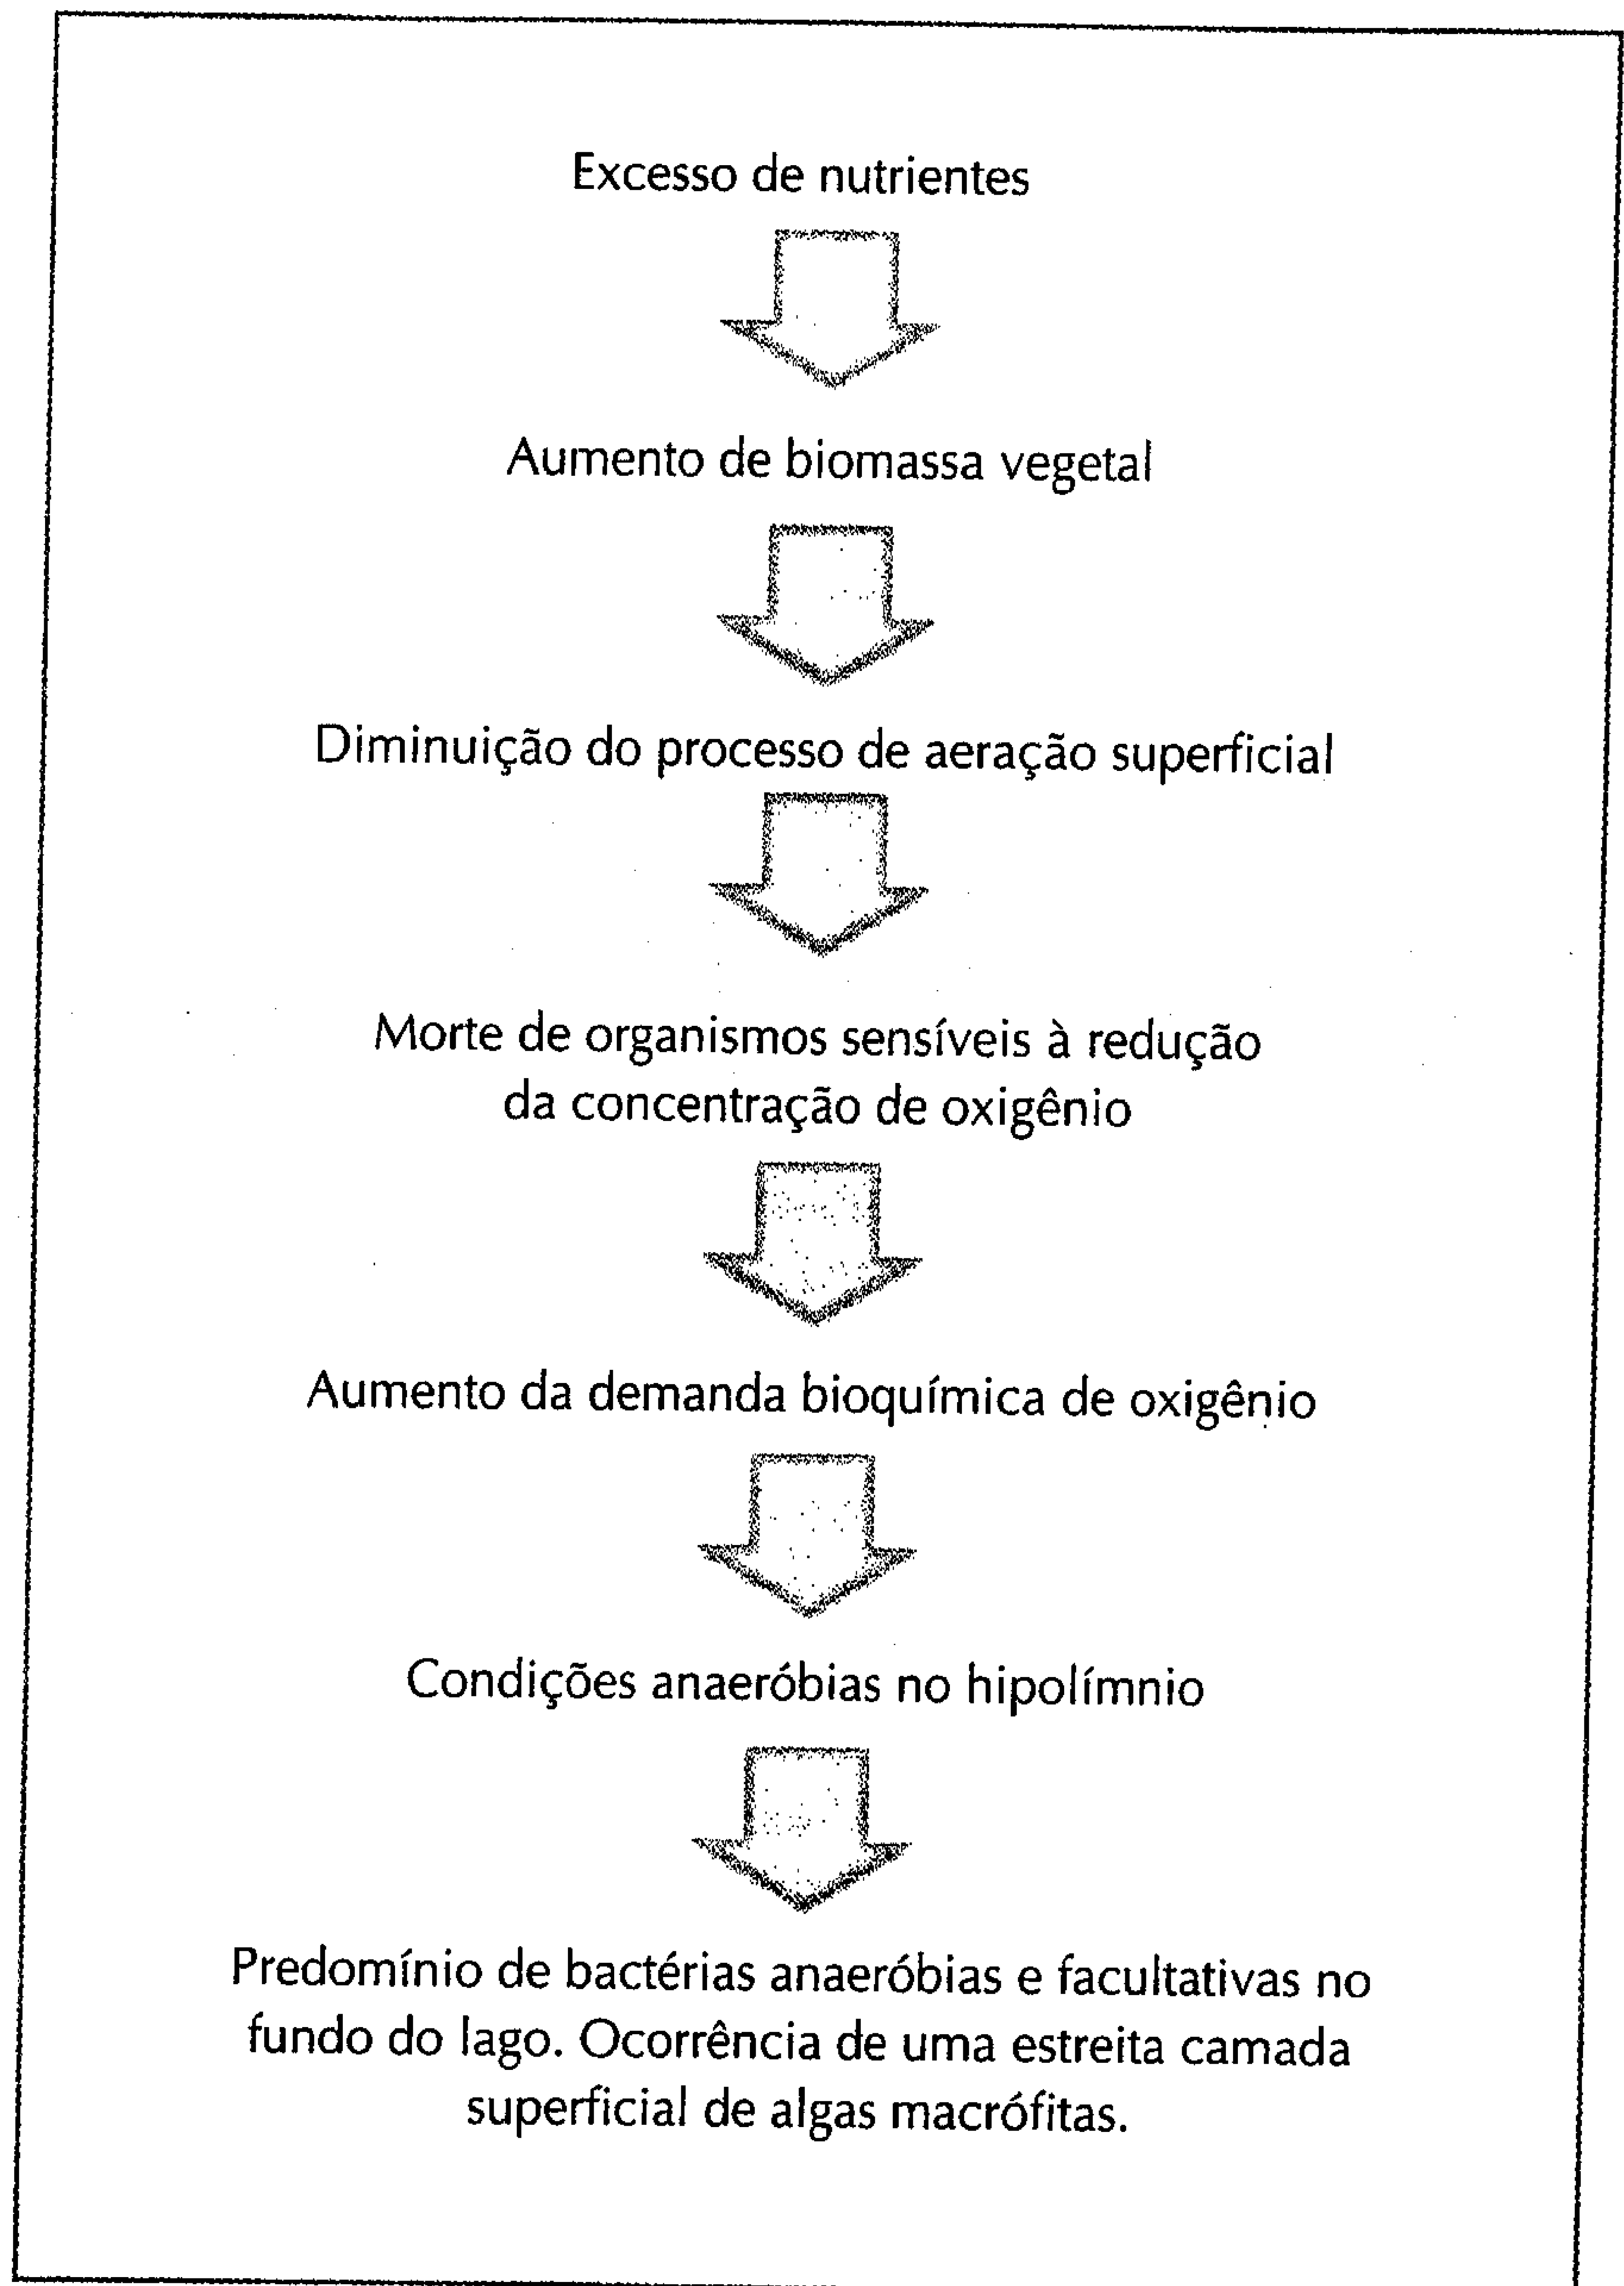 Excesso de nutrientes
Aumento de biomassa vegetal
Diminuição do processo de aeração superficial
Morte de organismos sensíveis à redução
da concentração de oxigênio
Aumento da demanda bioquímica de oxigênio
Condições anaeróbias no hipolímnio
Predomínio de bactérias anaeróbias e facultativas no
fundo do lago. Ocorrência de uma estreita camada
superficial de algas macrófitas.